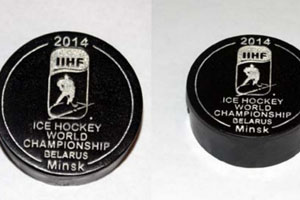 2014
IIHF
ICE HOCKEY
WORLD
CHAMPIONSHIP
BELARUS
Minsk
2014
IIHF
ICE HOCKEY
WORLD
CHAMPIONSHIP
BELARUS
Minsk